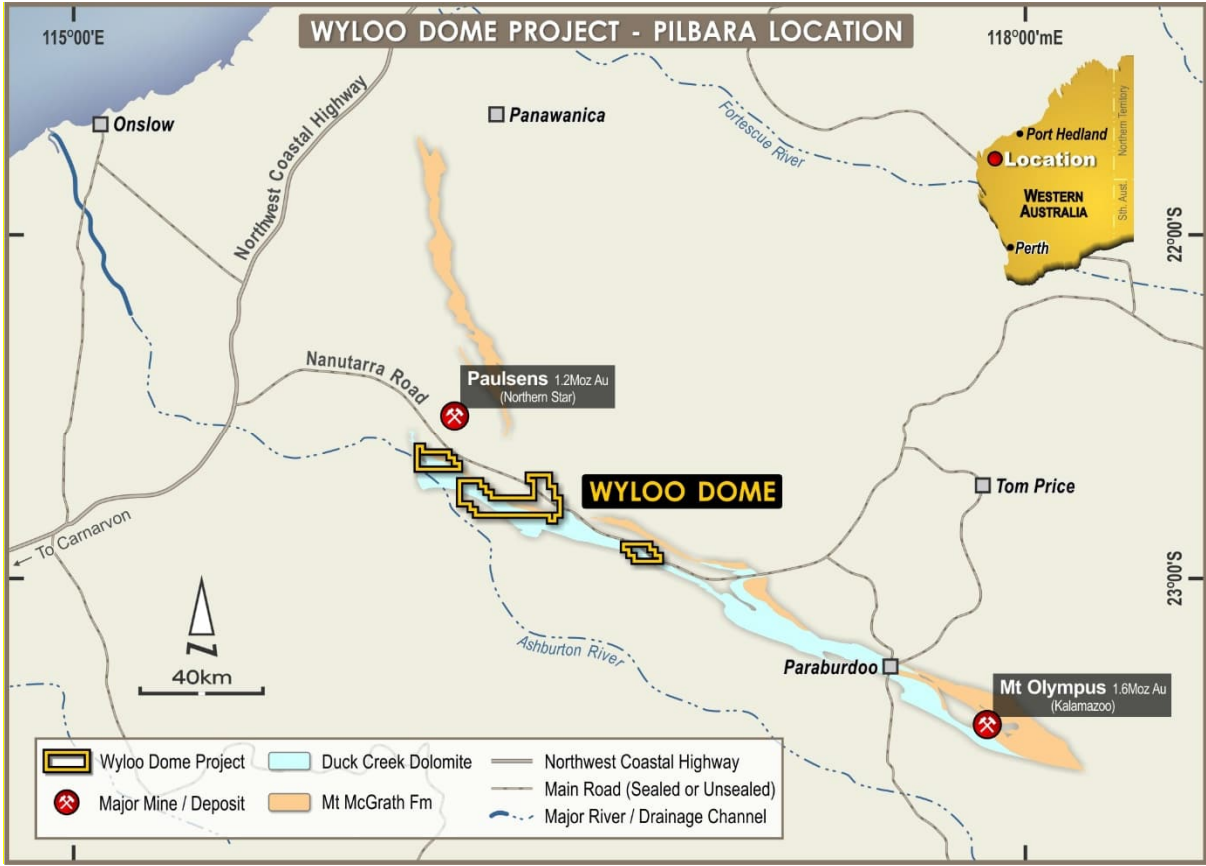 WYLOO DOME PROJECT - PILBARA LOCATION
115°00'E
118°00'mE
Onslow
Panawanica
Northwest Coastal Highway
Fortescue River
Port Hedland
Location
WESTERN
AUSTRALIA
Perth
Northern Territory
Sth. Aust.
22°00'S
Nanutarra Road
Paulsens 1.2Moz Au
(Northern Star)
WYLOO DOME
Tom Price
To Carnarvon
23°00'S
N
40km
Ashburton River
Paraburdoo
Mt Olympus 1.6Moz Au
(Kalamazoo)
Wyloo Dome Project
Duck Creek Dolomite
Northwest Coastal Highway
Major Mine / Deposit
Mt McGrath Fm
Main Road (Sealed or Unsealed)
Major River / Drainage Channel